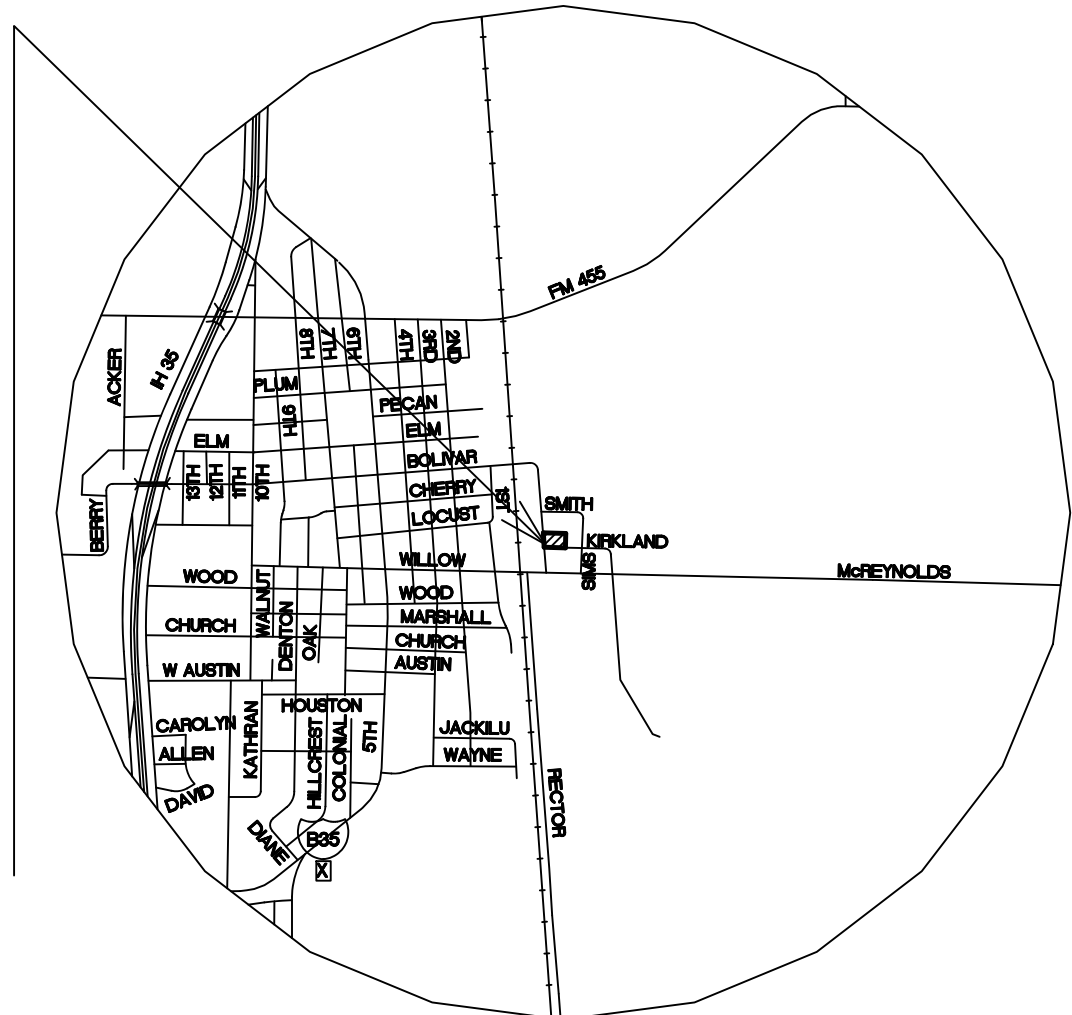 FM 455
8TH
7TH
6TH
4TH
3RD
2ND
ACKER
IH 35
PLUM
PECAN
9TH
ELM
ELM
BOLIVAR
13TH
12TH
11TH
10TH
CHERRY
1ST
SMITH
LOCUST
BERRY
KIRKLAND
WILLOW
SIMS
McREYNOLDS
WOOD
WOOD
WALNUT
DENTON
OAK
MARSHALL
CHURCH
CHURCH
W AUSTIN
AUSTIN
HOUSTON
CAROLYN
KATHRAN
HILLCREST
COLONIAL
5TH
JACKILU
ALLEN
WAYNE
DAVID
RECTOR
DIANE
B35
X